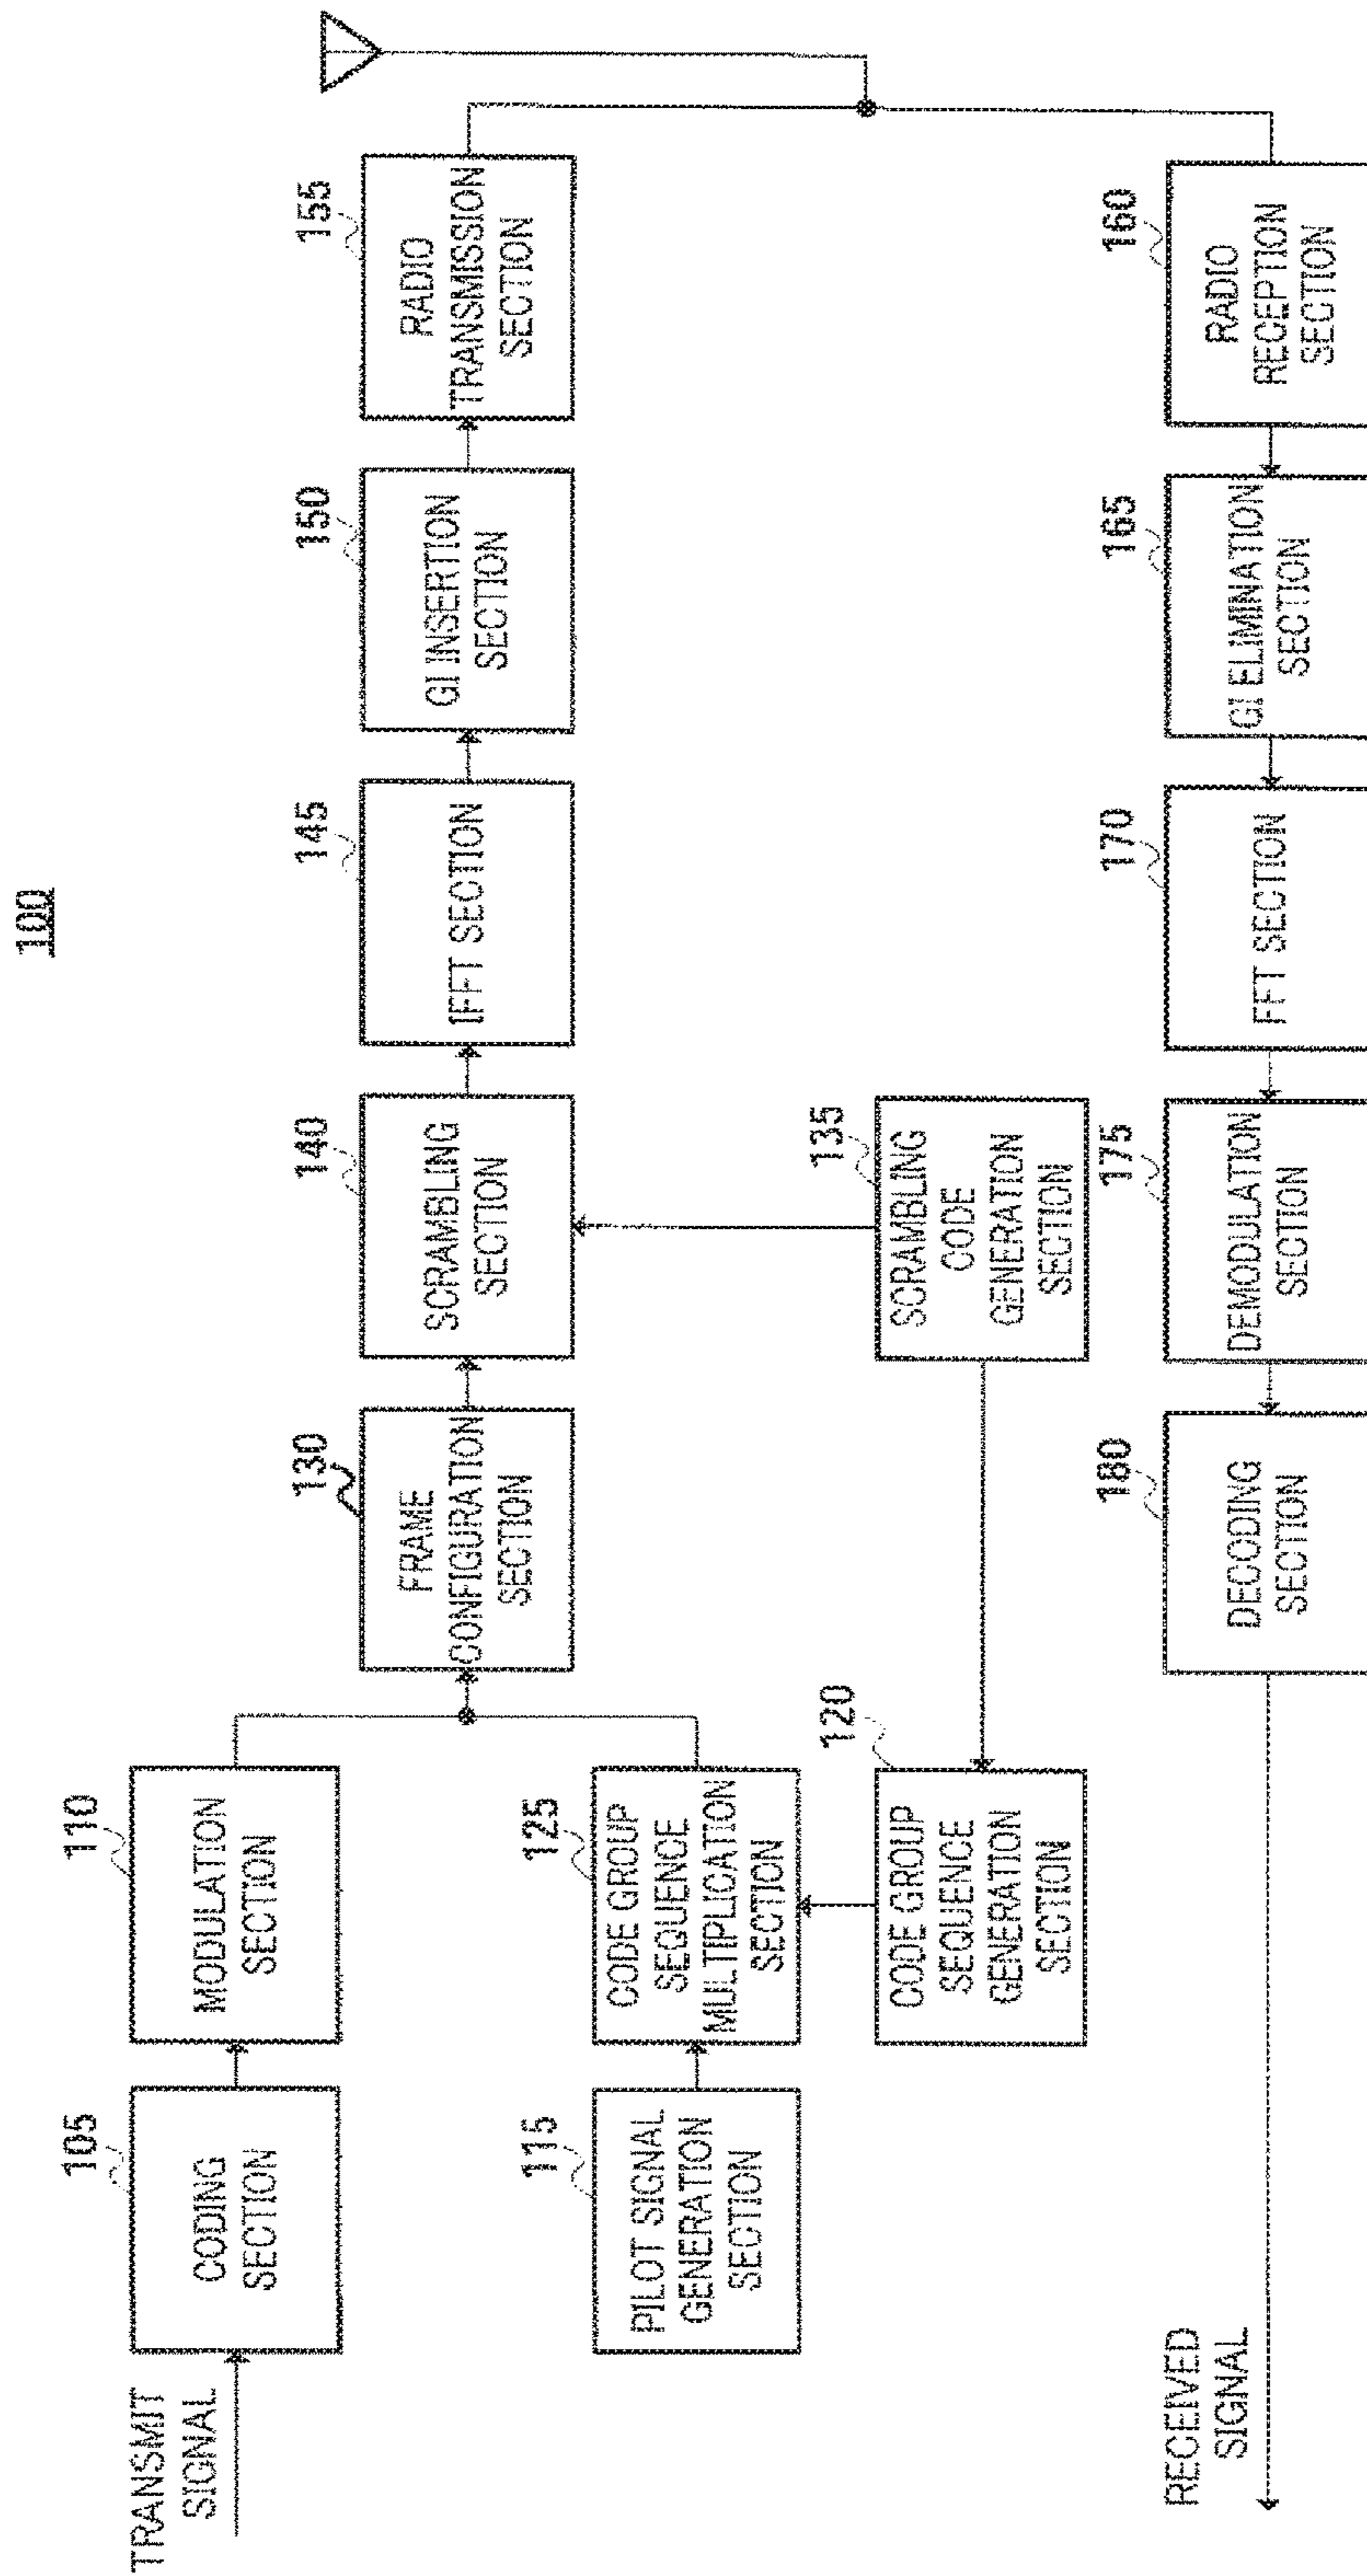 100
TRANSMIT
SIGNAL
105
CODING
SECTION
110
MODULATION
SECTION
115
PILOT SIGNAL
GENERATION
SECTION
125
CODE GROUP
SEQUENCE
MULTIPLICATION
SECTION
120
CODE GROUP
SEQUENCE
GENERATION
SECTION
130
FRAME
CONFIGURATION
SECTION
140
SCRAMBLING
SECTION
135
SCRAMBLING
CODE
GENERATION
SECTION
145
IFFT SECTION
150
GI INSERTION
SECTION
155
RADIO
TRANSMISSION
SECTION
160
RADIO
RECEPTION
SECTION
165
GI ELIMINATION
SECTION
170
FFT SECTION
175
DEMODULATION
SECTION
180
DECODING
SECTION
RECEIVED
SIGNAL